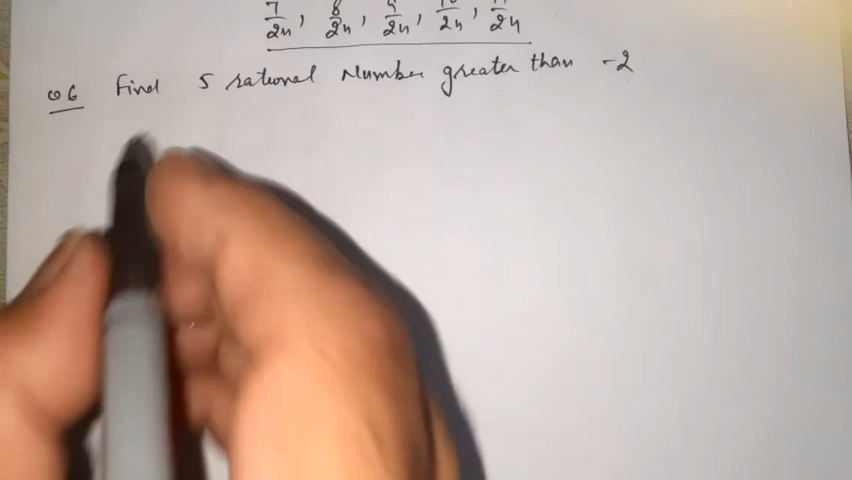 7/24, 8/24, 9/24, 10/24, 11/24
Q6 Find 5 rational Number greater than -2